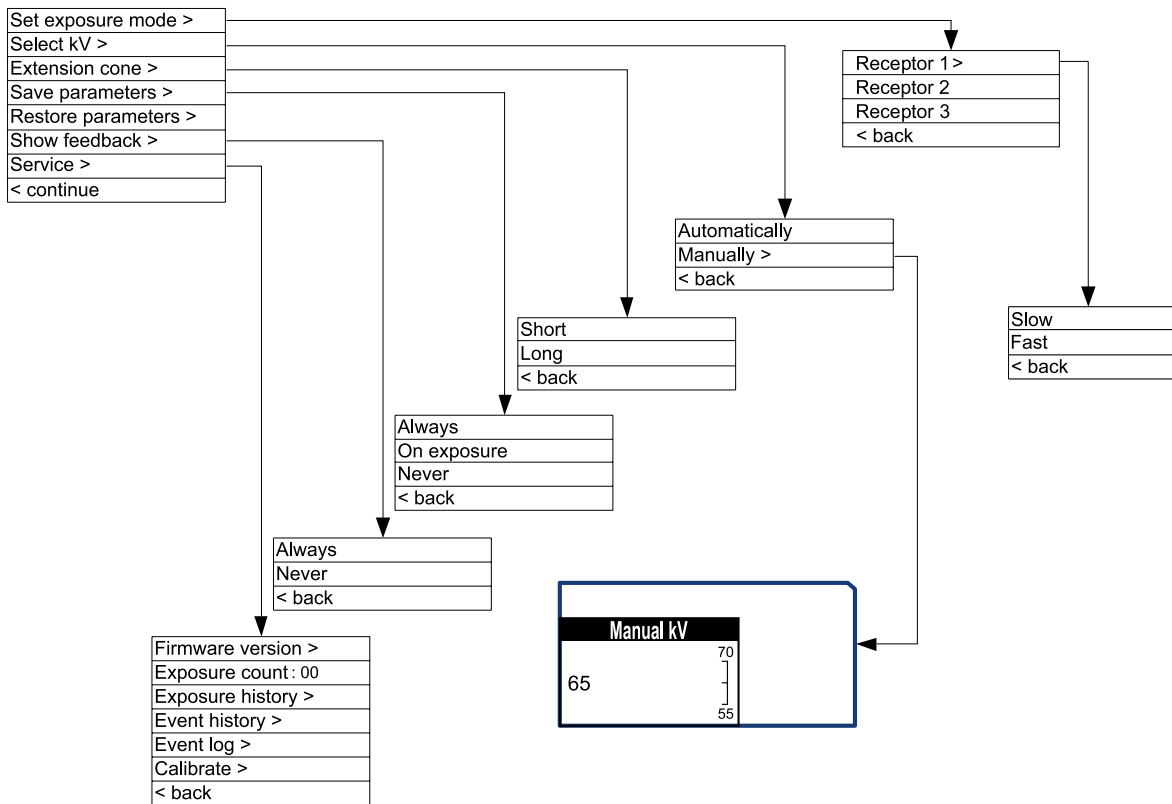 Set exposure mode >
Select kV >
Extension cone >
Save parameters >
Restore parameters >
Show feedback >
Service >
< continue
Receptor 1 >
Receptor 2
Receptor 3
< back
Automatically
Manually >
< back
Slow
Fast
< back
Short
Long
< back
Always
On exposure
Never
< back
Always
Never
< back
Manual kV
70
65
55
Firmware version >
Exposure count : 00
Exposure history >
Event history >
Event log >
Calibrate >
< back